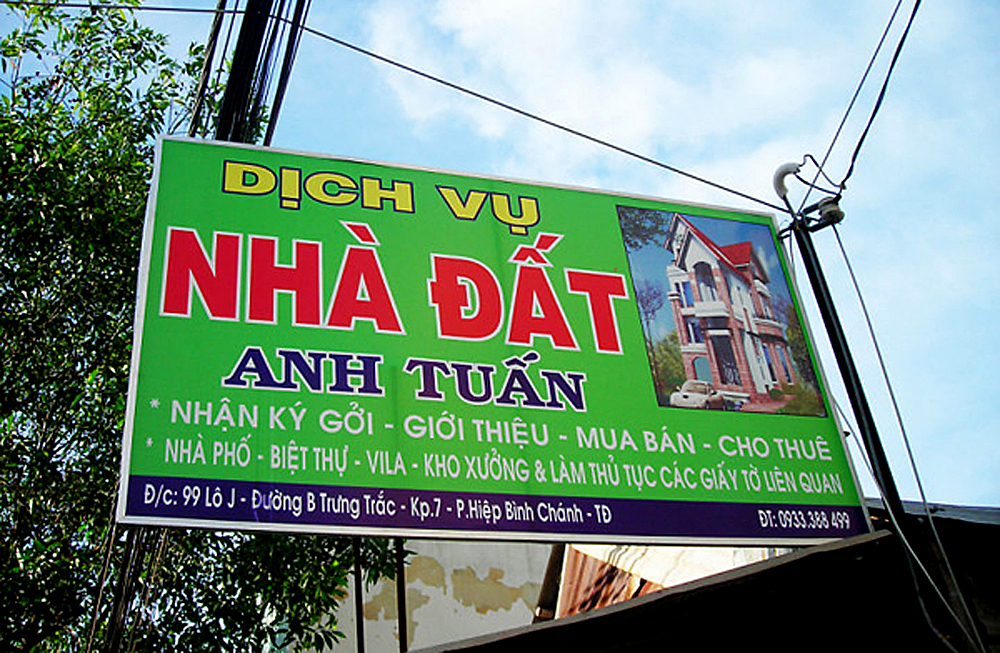 DỊCH VỤ
NHÀ ĐẤT
ANH TUẤN
* NHẬN KÝ GỞI - GIỚI THIỆU - MUA BÁN - CHO THUÊ
* NHÀ PHỐ - BIỆT THỰ - VILA - KHO XƯỞNG & LÀM THỦ TỤC CÁC GIẤY TỜ LIÊN QUAN
Đ/c: 99 Lô J - Đường B Trưng Trắc - Kp.7 - P.Hiệp Bình Chánh - TĐ ĐT: 0933.388 499